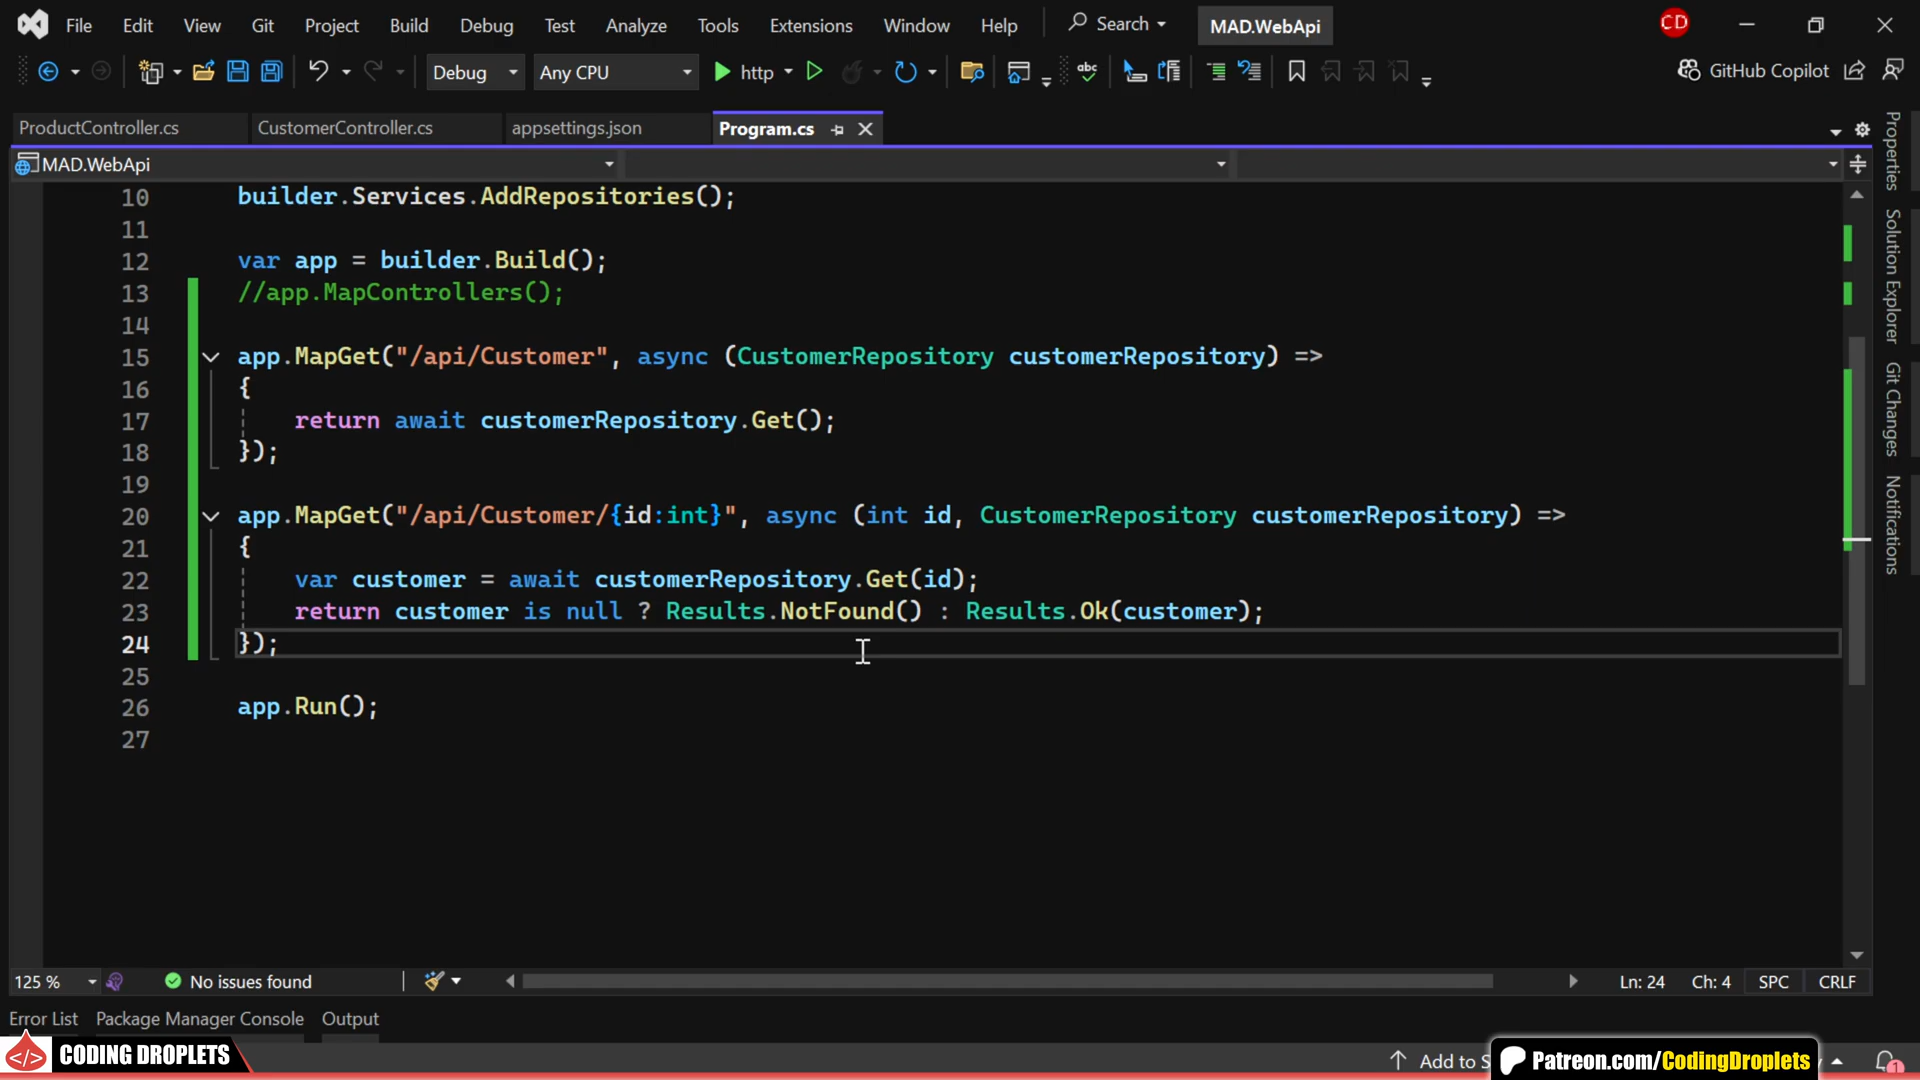 File Edit View Git Project Build Debug Test Analyze Tools Extensions Window Help Search MAD.WebApi CD
Debug Any CPU http abc GitHub Copilot
ProductController.cs CustomerController.cs appsettings.json Program.cs
MAD.WebApi
10 builder.Services.AddRepositories();
11
12 var app = builder.Build();
13 //app.MapControllers();
14
15 app.MapGet("/api/Customer", async (CustomerRepository customerRepository) =>
16 {
17 return await customerRepository.Get();
18 });
19
20 app.MapGet("/api/Customer/{id:int}", async (int id, CustomerRepository customerRepository) =>
21 {
22 var customer = await customerRepository.Get(id);
23 return customer is null ? Results.NotFound() : Results.Ok(customer);
24 });
25
26 app.Run();
27
Properties
Solution Explorer
Git Changes
Notifications
125 % No issues found Ln: 24 Ch: 4 SPC CRLF
Error List Package Manager Console Output
CODING DROPLETS
Add to S
Patreon.com/CodingDroplets
1